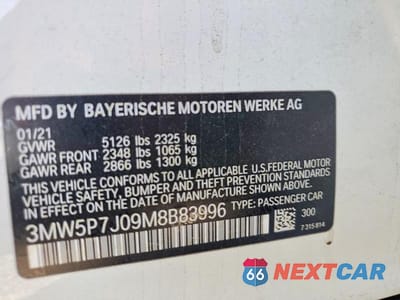 MFD BY BAYERISCHE MOTOREN WERKE AG
01/21
GVWR 5126 lbs 2325 kg
GAWR FRONT 2348 lbs 1065 kg
GAWR REAR 2866 lbs 1300 kg
THIS VEHICLE CONFORMS TO ALL APPLICABLE U.S.FEDERAL MOTOR
VEHICLE SAFETY, BUMPER AND THEFT PREVENTION STANDARDS
IN EFFECT ON THE DATE OF MANUFACTURE SHOWN ABOVE.
3MW5P7J09M8B83996 TYPE: PASSENGER CAR
300
7315814
66 NEXTCAR